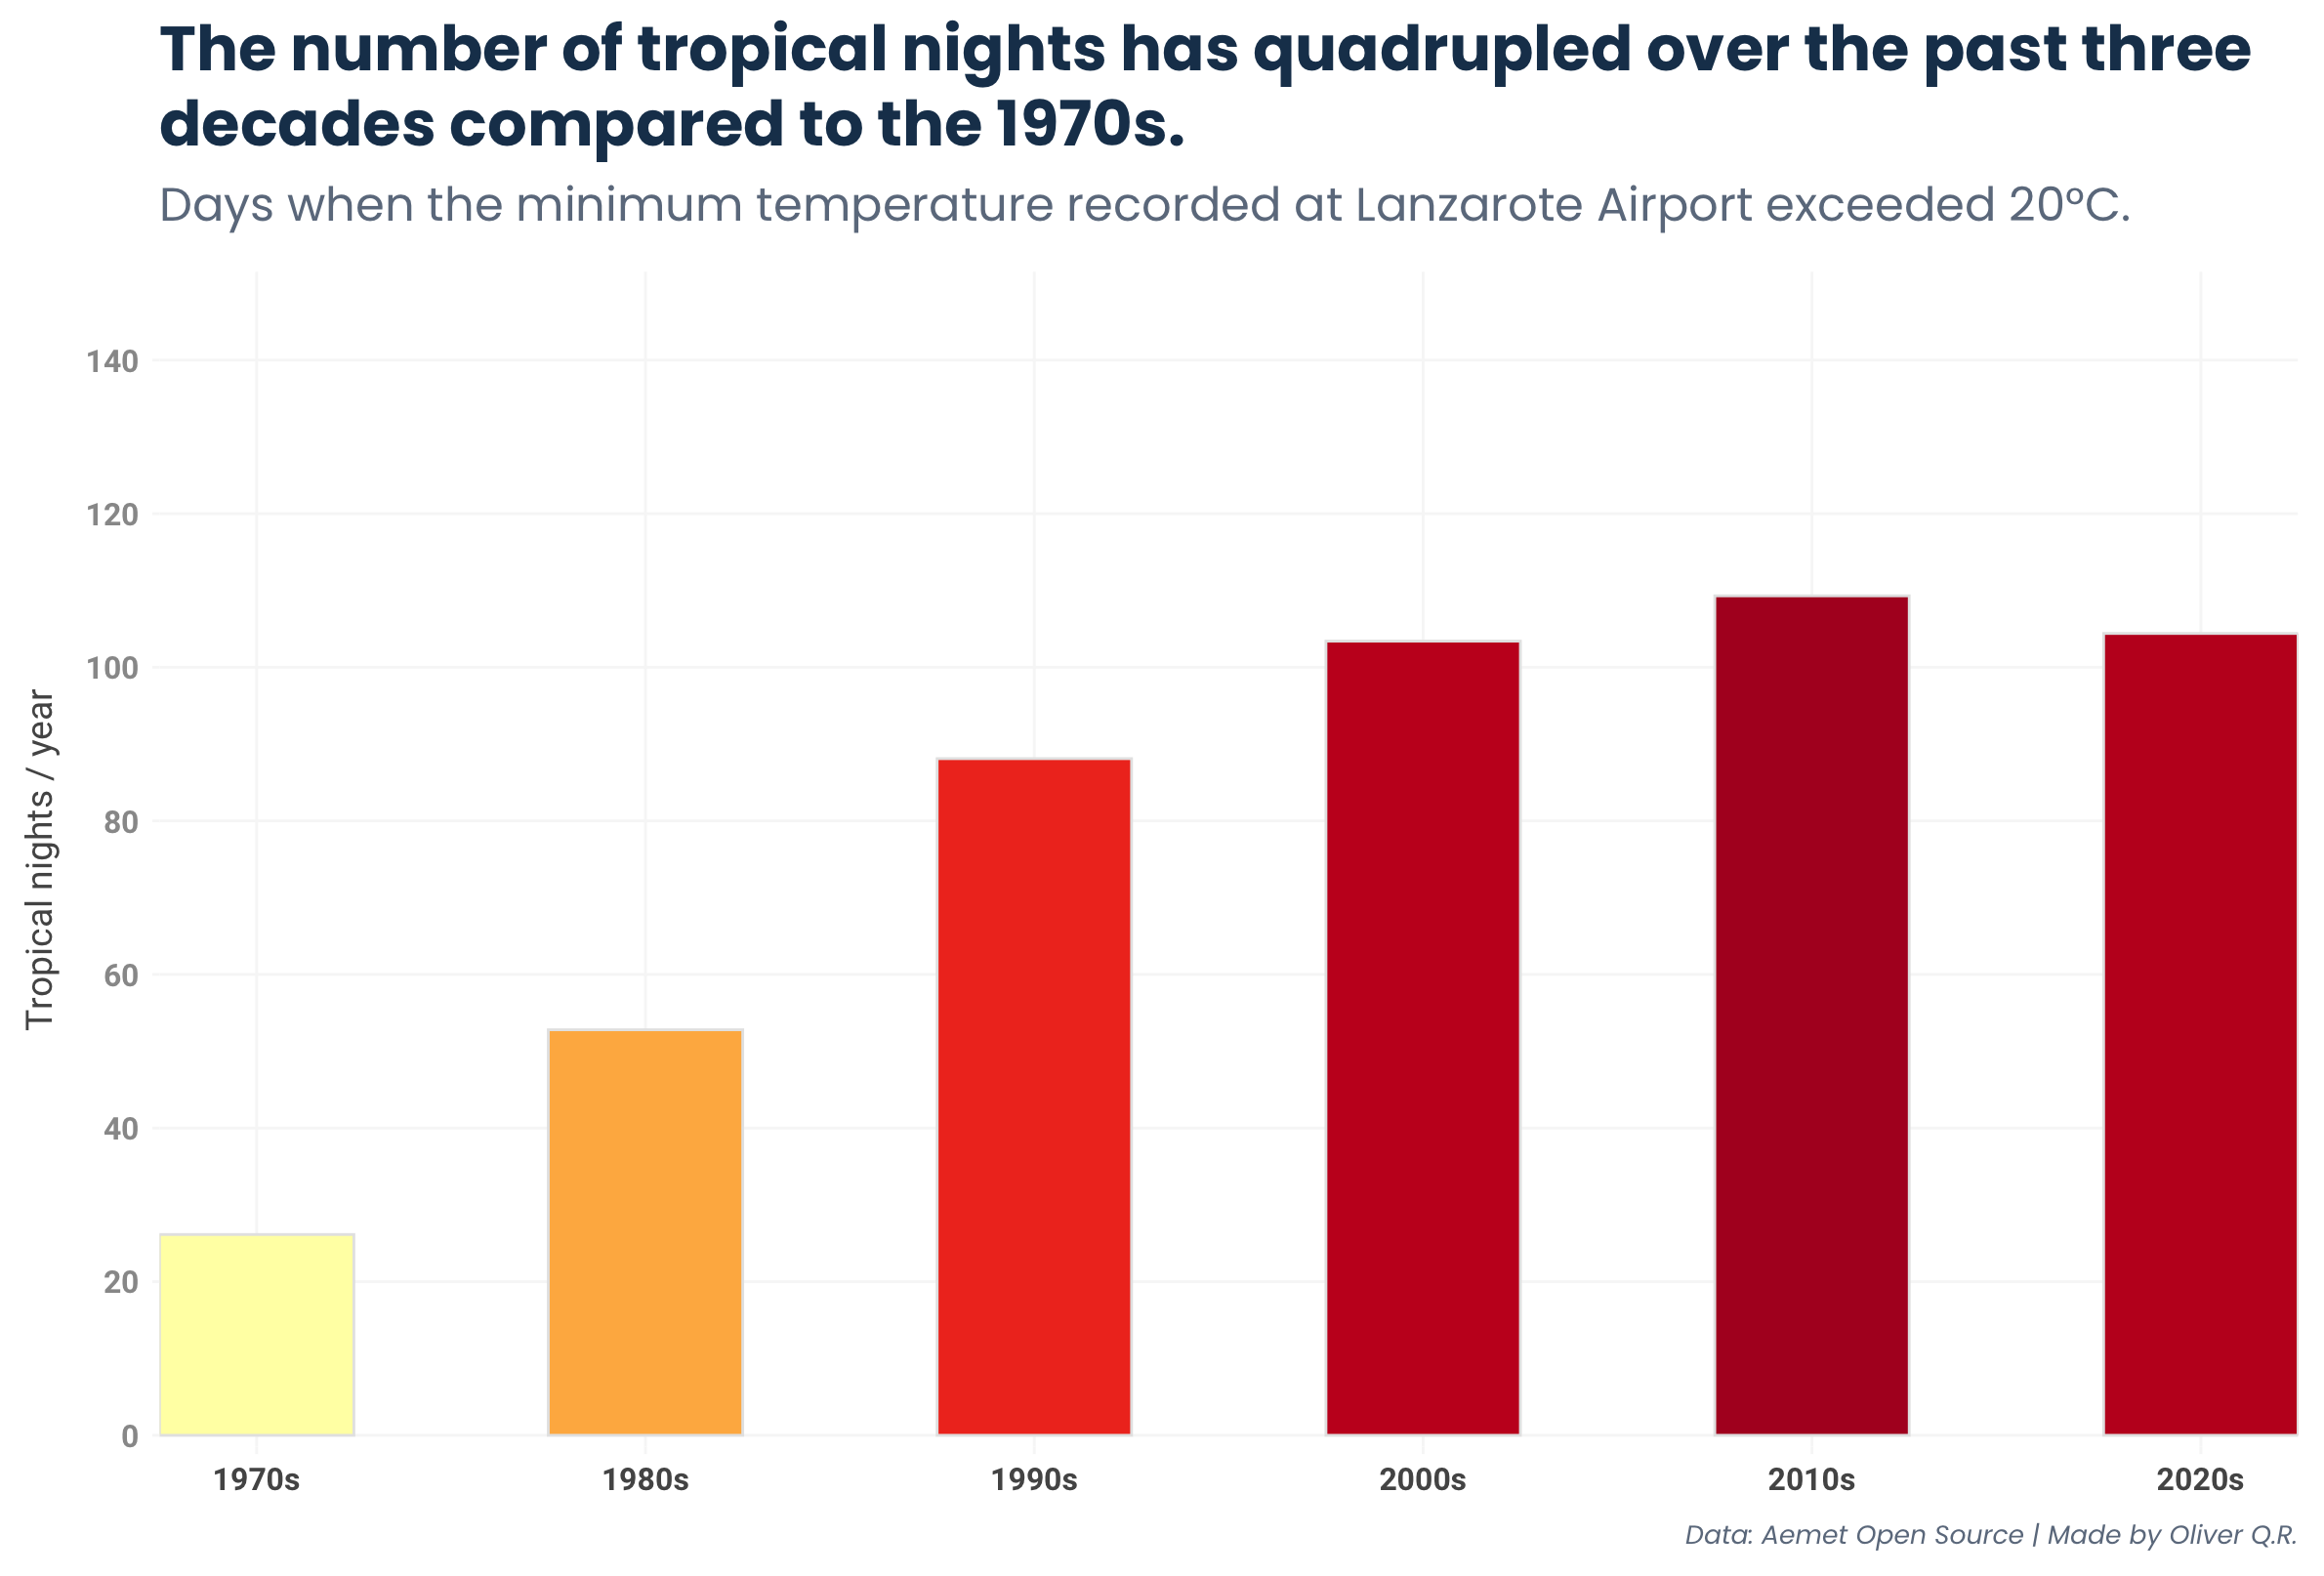 The number of tropical nights has quadrupled over the past three
decades compared to the 1970s.
Days when the minimum temperature recorded at Lanzarote Airport exceeded 20ºC.
Tropical nights / year
140
120
100
80
60
40
20
0
1970s 1980s 1990s 2000s 2010s 2020s
Data: Aemet Open Source | Made by Oliver Q.R.